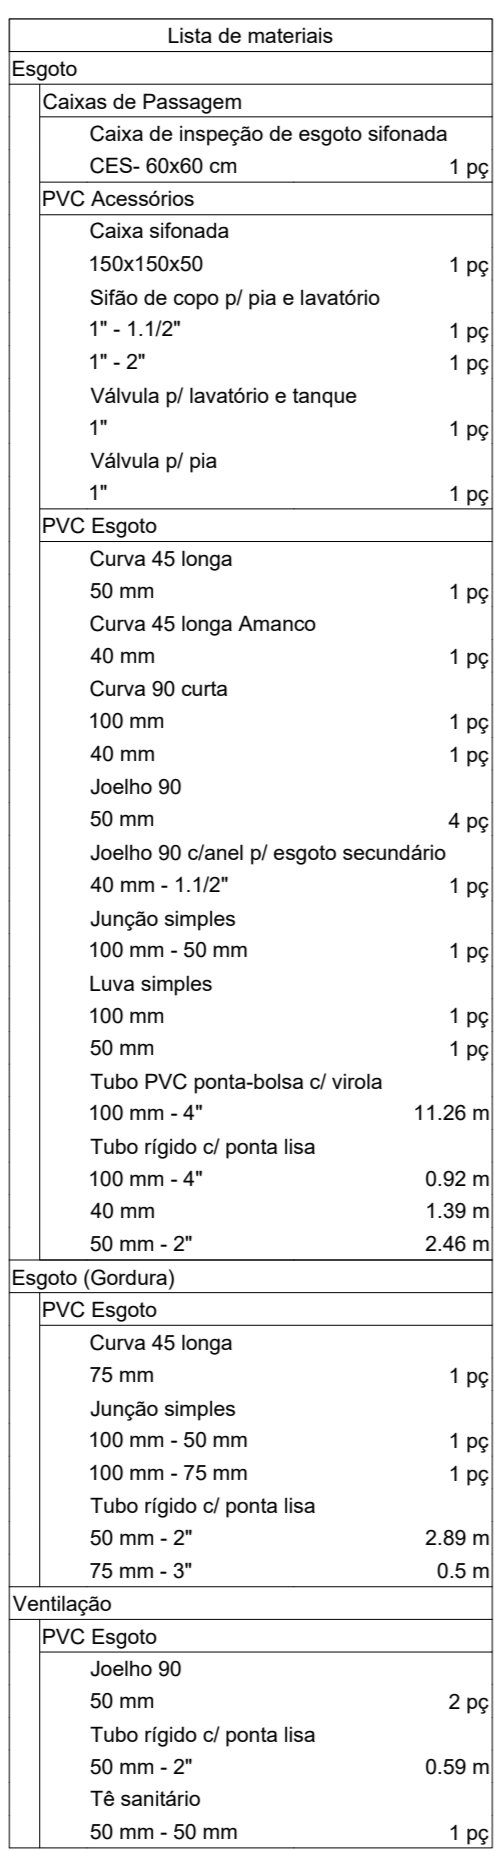 Lista de materiais
Esgoto
Caixas de Passagem
Caixa de inspeção de esgoto sifonada
CES- 60x60 cm 1 pç
PVC Acessórios
Caixa sifonada
150x150x50 1 pç
Sifão de copo p/ pia e lavatório
1" - 1.1/2" 1 pç
1" - 2" 1 pç
Válvula p/ lavatório e tanque
1" 1 pç
Válvula p/ pia
1" 1 pç
PVC Esgoto
Curva 45 longa
50 mm 1 pç
Curva 45 longa Amanco
40 mm 1 pç
Curva 90 curta
100 mm 1 pç
40 mm 1 pç
Joelho 90
50 mm 4 pç
Joelho 90 c/anel p/ esgoto secundário
40 mm - 1.1/2" 1 pç
Junção simples
100 mm - 50 mm 1 pç
Luva simples
100 mm 1 pç
50 mm 1 pç
Tubo PVC ponta-bolsa c/ virola
100 mm - 4" 11.26 m
Tubo rígido c/ ponta lisa
100 mm - 4" 0.92 m
40 mm 1.39 m
50 mm - 2" 2.46 m
Esgoto (Gordura)
PVC Esgoto
Curva 45 longa
75 mm 1 pç
Junção simples
100 mm - 50 mm 1 pç
100 mm - 75 mm 1 pç
Tubo rígido c/ ponta lisa
50 mm - 2" 2.89 m
75 mm - 3" 0.5 m
Ventilação
PVC Esgoto
Joelho 90
50 mm 2 pç
Tubo rígido c/ ponta lisa
50 mm - 2" 0.59 m
Tê sanitário
50 mm - 50 mm 1 pç